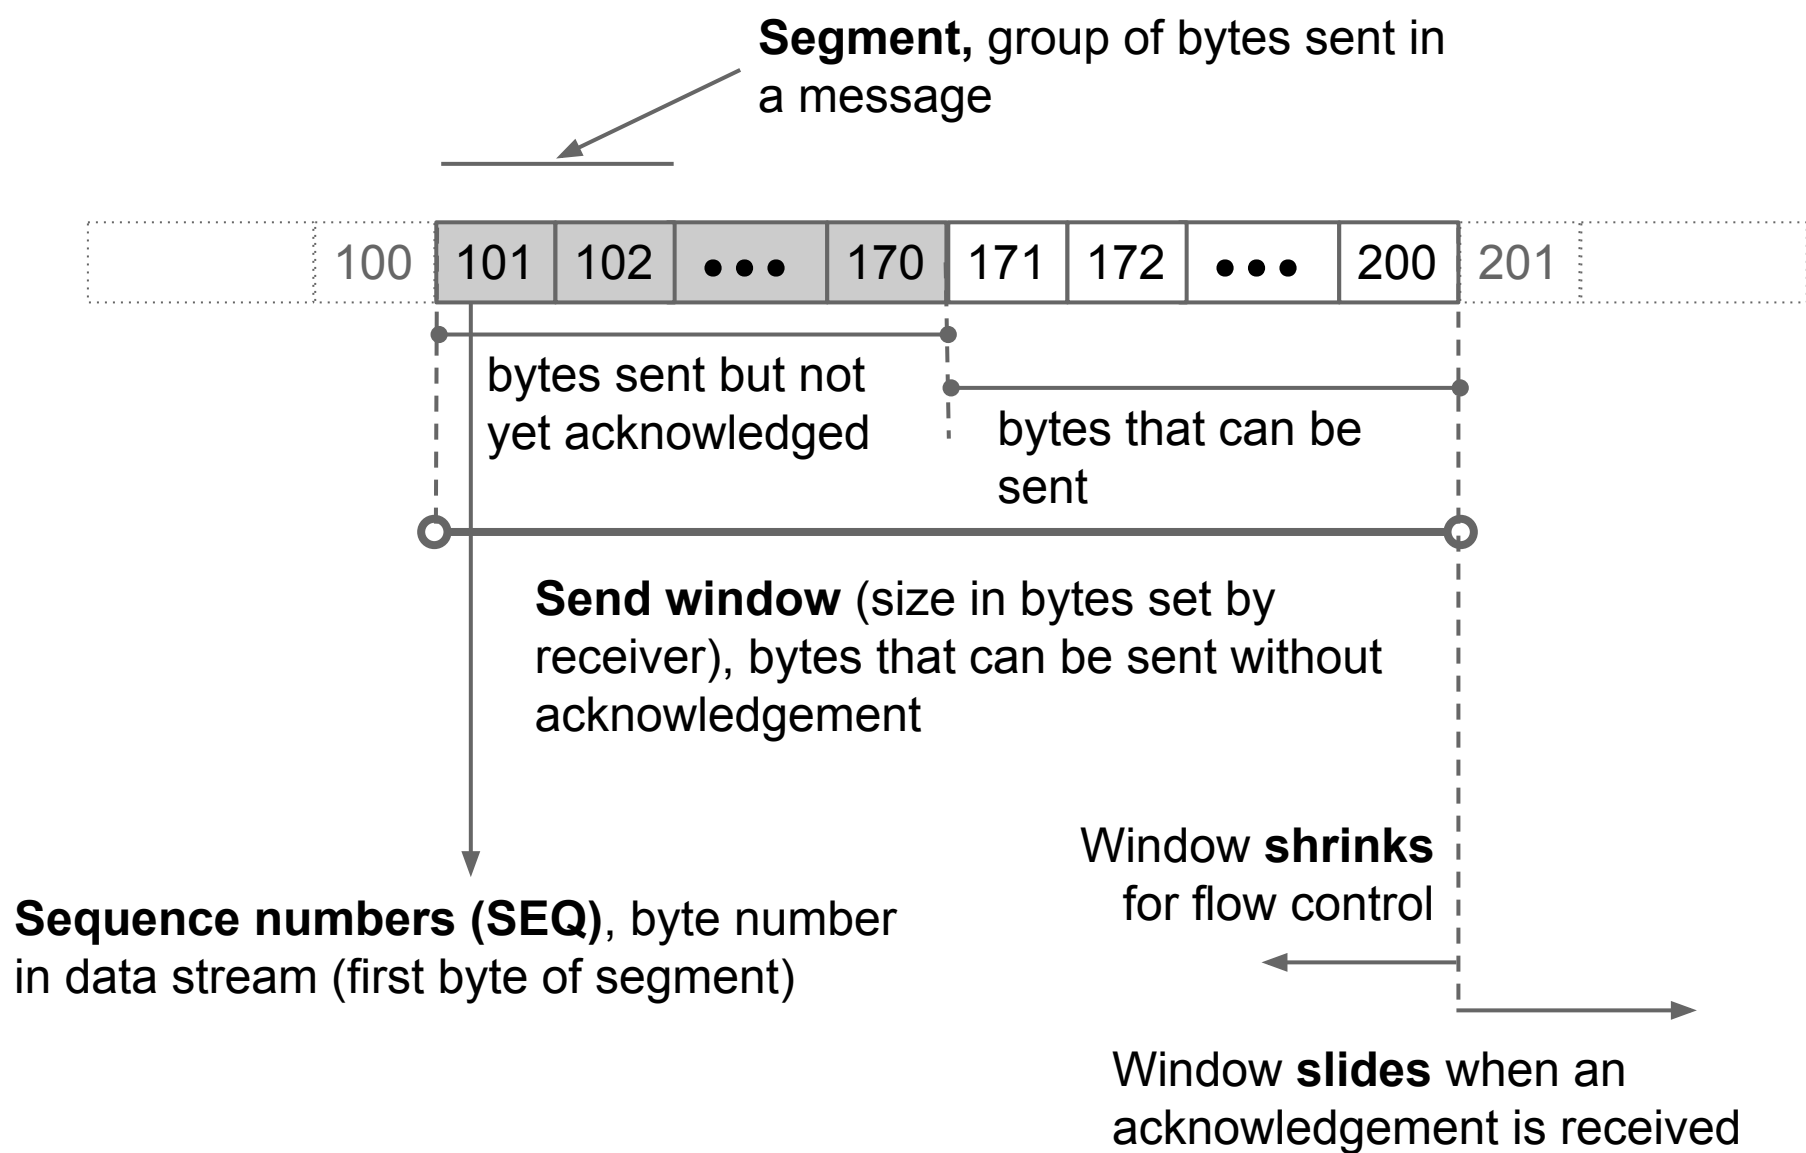 Segment, group of bytes sent in
a message
100 101 102 ●●● 170 171 172 ●●● 200 201
bytes sent but not
yet acknowledged
bytes that can be
sent
Send window (size in bytes set by
receiver), bytes that can be sent without
acknowledgement
Window shrinks
for flow control
Sequence numbers (SEQ), byte number
in data stream (first byte of segment)
Window slides when an
acknowledgement is received